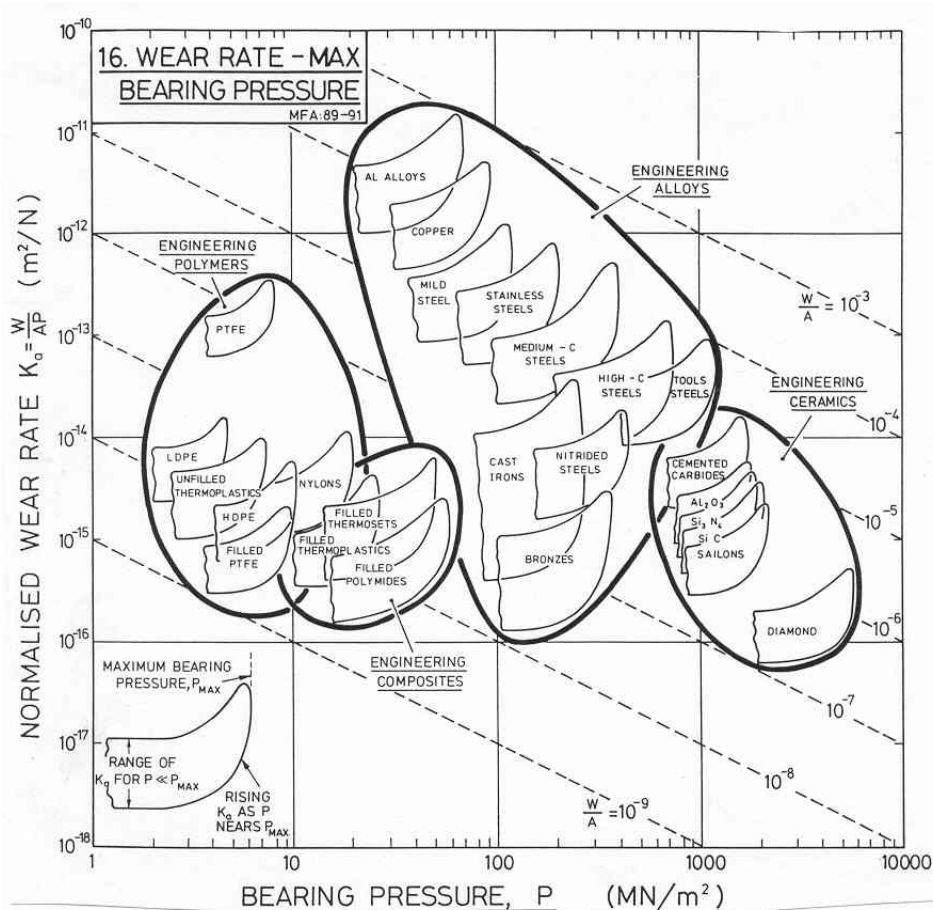 10⁻¹⁰
16. WEAR RATE – MAX
BEARING PRESSURE
MFA:89-91
10⁻¹¹
10⁻¹²
10⁻¹³
10⁻¹⁴
10⁻¹⁵
10⁻¹⁶
10⁻¹⁷
10⁻¹⁸
NORMALISED WEAR RATE Kₐ = W/AP (m²/N)
ENGINEERING
ALLOYS
AL ALLOYS
COPPER
MILD
STEEL
STAINLESS
STEELS
MEDIUM - C
STEELS
HIGH - C
STEELS
TOOLS
STEELS
CAST
IRONS
NITRIDED
STEELS
BRONZES
ENGINEERING
POLYMERS
PTFE
LDPE
UNFILLED
THERMOPLASTICS
NYLONS
HDPE
FILLED
PTFE
FILLED
THERMOSETS
FILLED
THERMOPLASTICS
FILLED
POLYMIDES
ENGINEERING
COMPOSITES
ENGINEERING
CERAMICS
CEMENTED
CARBIDES
Al₂O₃
Si₃N₄
SiC
SAILONS
DIAMOND
W/A = 10⁻³
10⁻⁴
10⁻⁵
10⁻⁶
10⁻⁷
10⁻⁸
W/A = 10⁻⁹
MAXIMUM BEARING
PRESSURE, P_MAX
RANGE OF
Kₐ FOR P ≪ P_MAX
RISING
Kₐ AS P
NEARS P_MAX
1
10
100
1000
10000
BEARING PRESSURE, P (MN/m²)